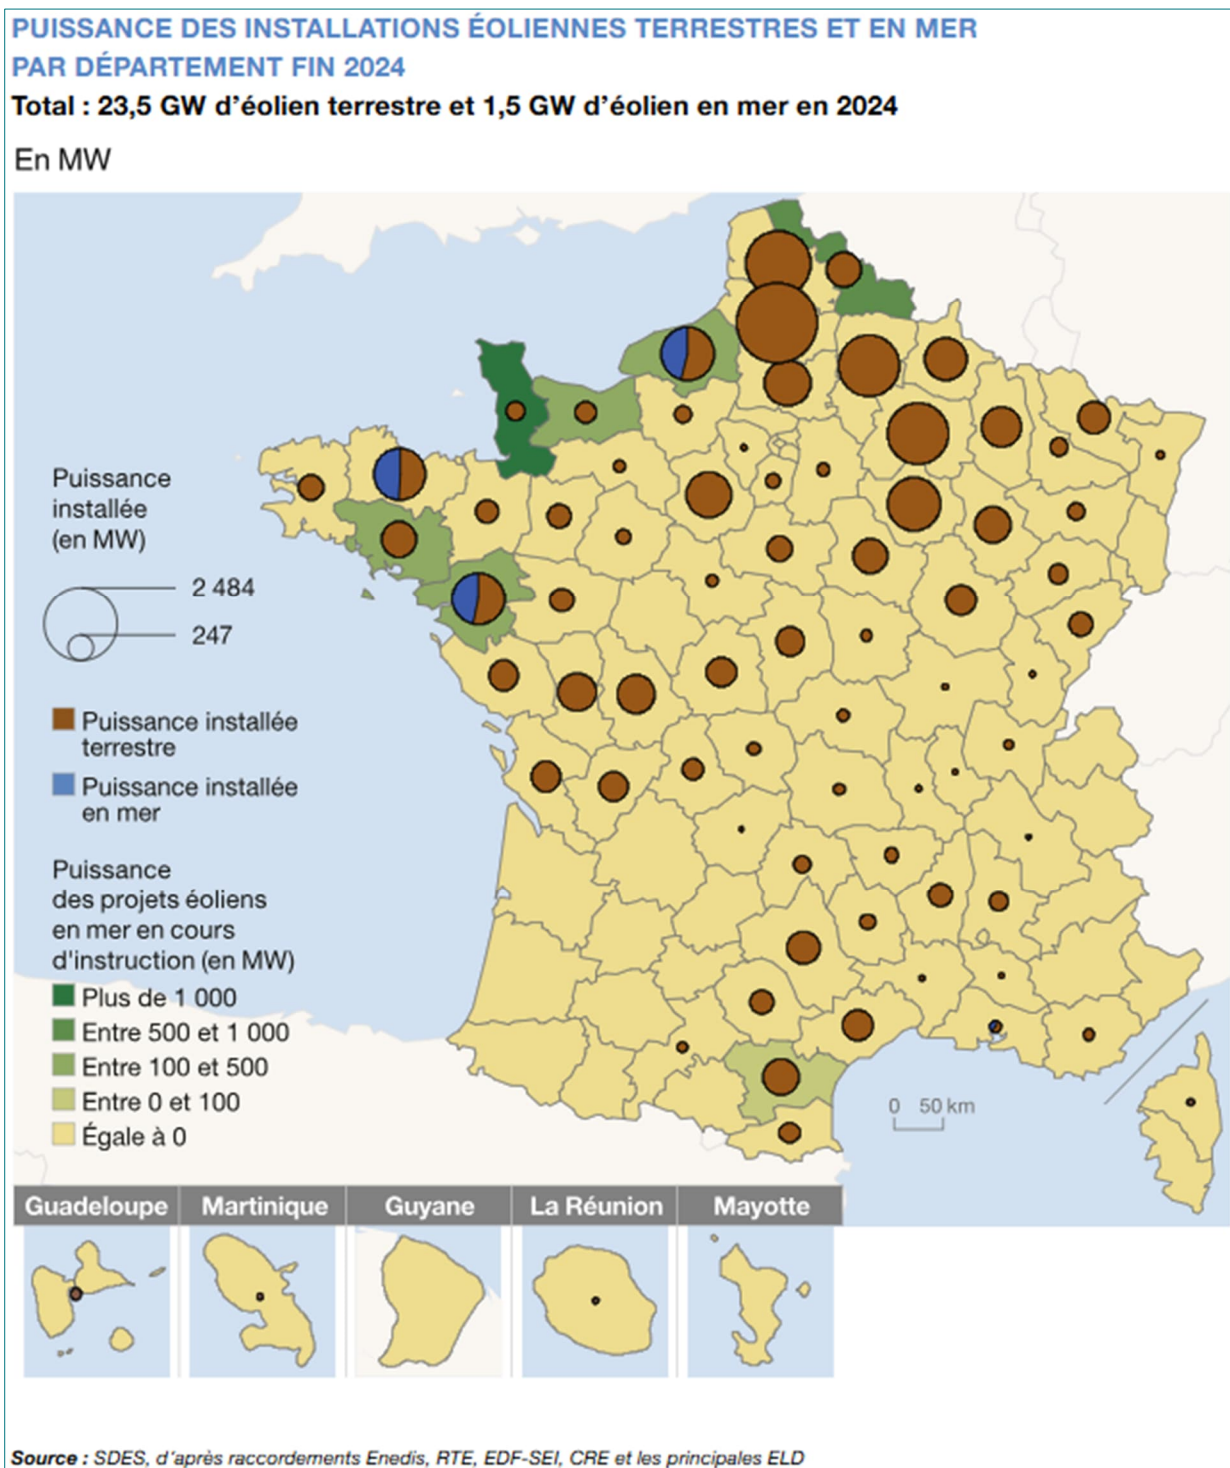 PUISSANCE DES INSTALLATIONS ÉOLIENNES TERRESTRES ET EN MER
PAR DÉPARTEMENT FIN 2024
Total : 23,5 GW d’éolien terrestre et 1,5 GW d’éolien en mer en 2024
En MW
Puissance
installée
(en MW)
2 484
247
Puissance installée
terrestre
Puissance installée
en mer
Puissance
des projets éoliens
en mer en cours
d'instruction (en MW)
Plus de 1 000
Entre 500 et 1 000
Entre 100 et 500
Entre 0 et 100
Égale à 0
0 50 km
Guadeloupe
Martinique
Guyane
La Réunion
Mayotte
Source : SDES, d’après raccordements Enedis, RTE, EDF-SEI, CRE et les principales ELD